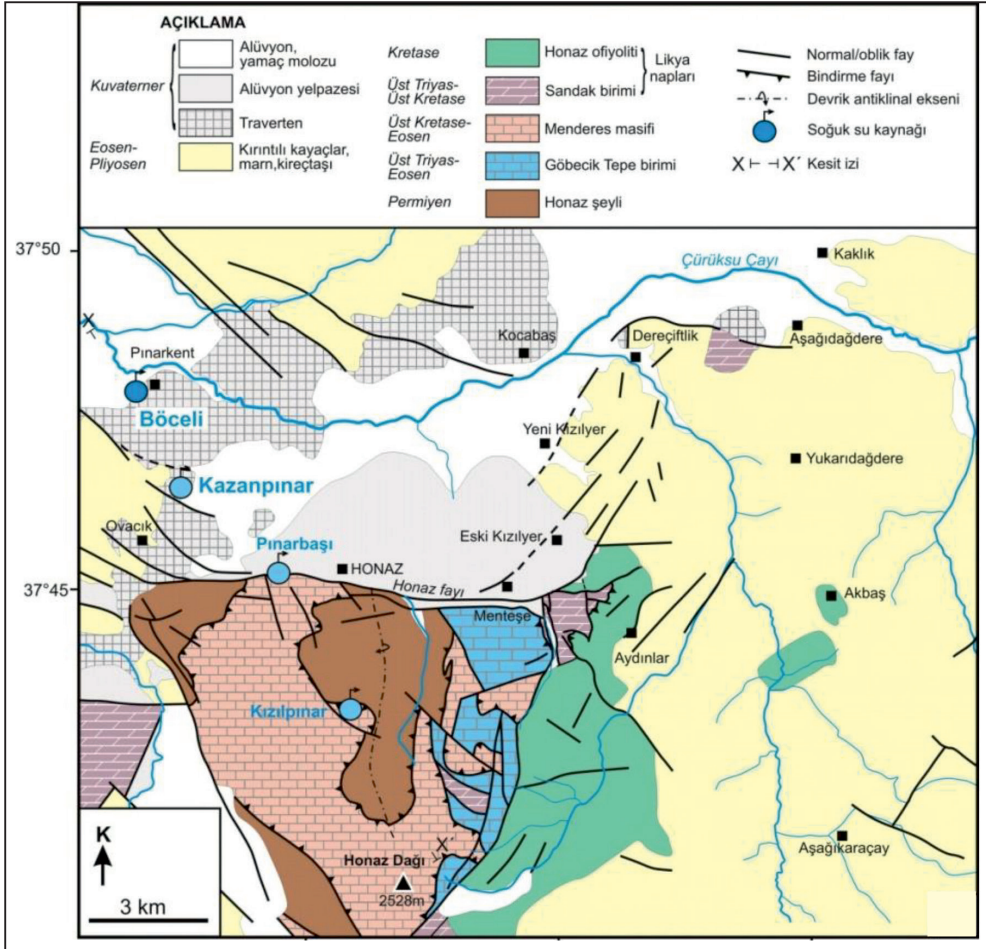 AÇIKLAMA
Kuvaterner
Alüvyon,
yamaç molozu
Alüvyon yelpazesi
Traverten
Eosen-
Pliyosen
Kırıntılı kayaçlar,
marn,kireçtaşı
Kretase
Honaz ofiyoliti
Üst Triyas-
Üst Kretase
Sandak birimi
Likya
napları
Üst Kretase-
Eosen
Menderes masifi
Üst Triyas-
Eosen
Göbecik Tepe birimi
Permiyen
Honaz şeyli
Normal/oblik fay
Bindirme fayı
Devrik antiklinal ekseni
Soğuk su kaynağı
X X´ Kesit izi
37°50
Kaklık
Çürüksu Çayı
X
Kocabaş
Dereçiftlik
Aşağıdağdere
Pınarkent
Böceli
Yeni Kızılyer
Yukarıdağdere
Kazanpınar
Ovacık
Eski Kızılyer
Pınarbaşı
HONAZ
37°45
Honaz fayı
Akbaş
Menteşe
Aydınlar
Kızılpınar
K
X´
Aşağıkaraçay
Honaz Dağı
2528m
3 km